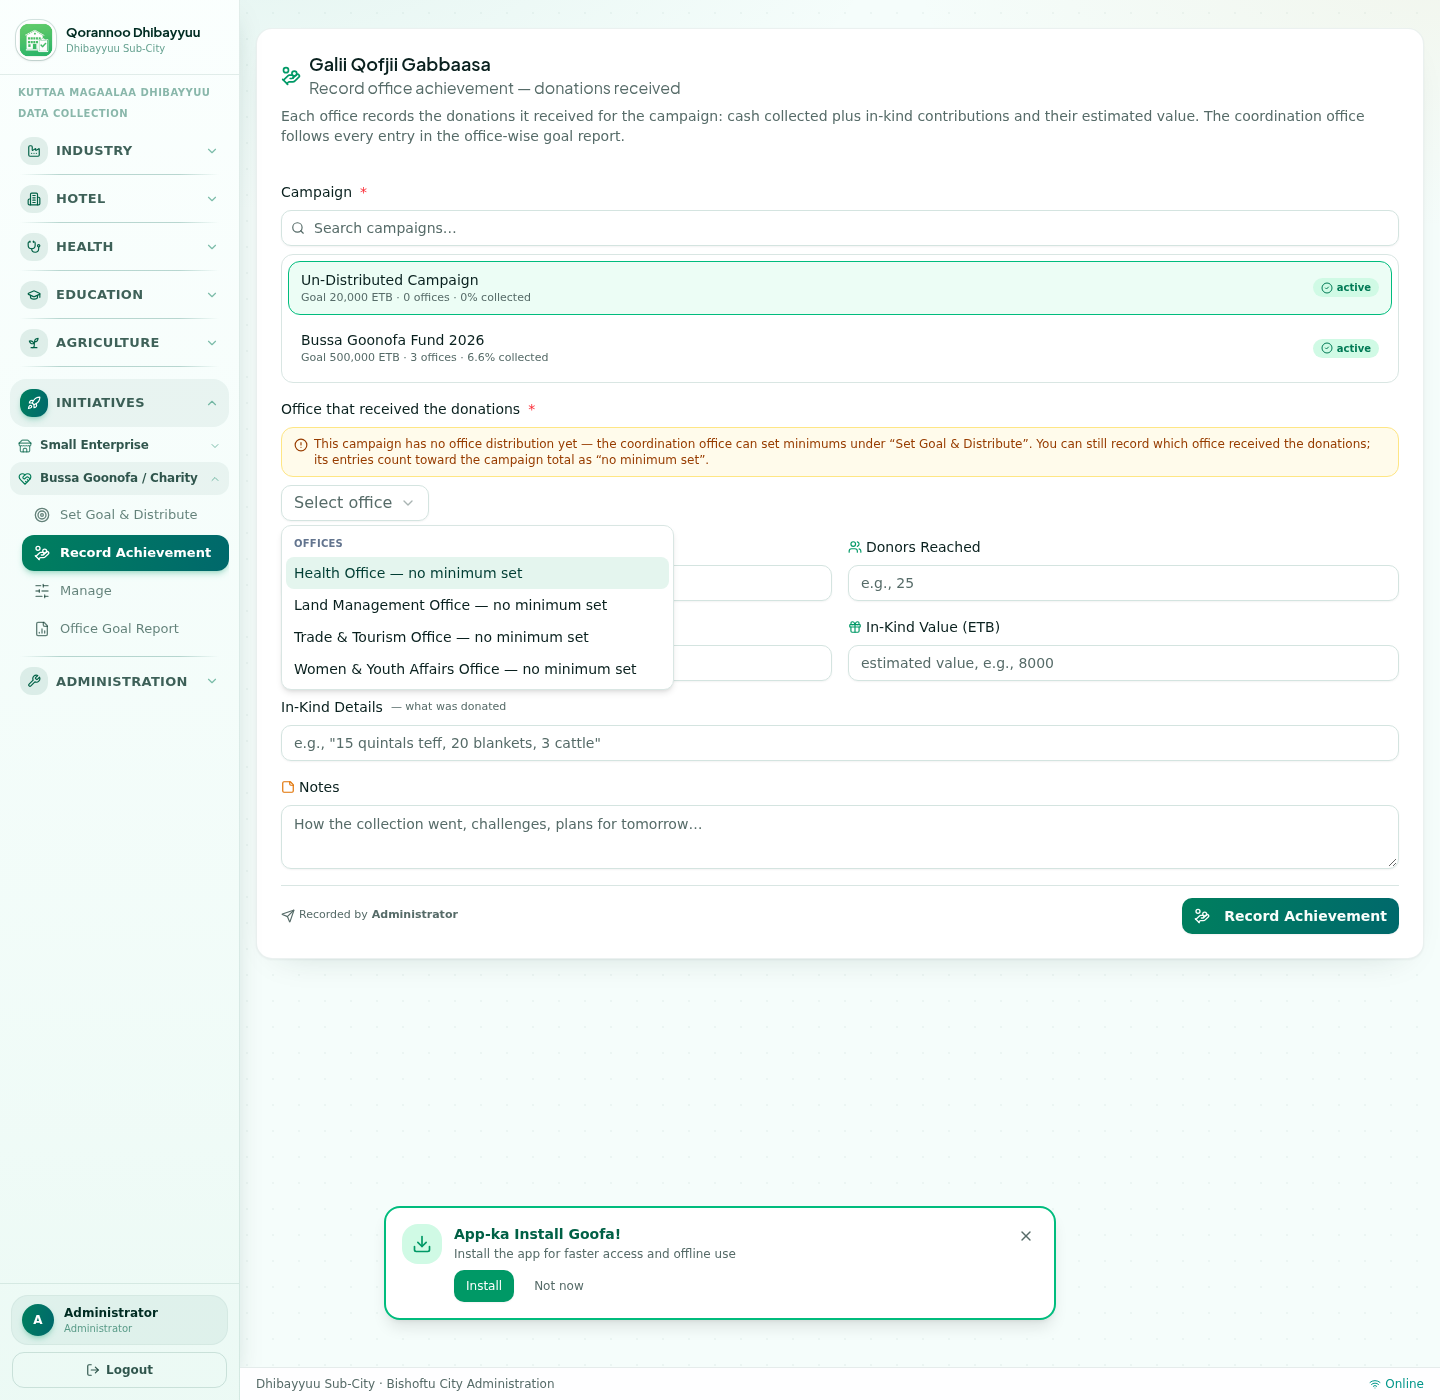 Qorannoo Dhibayyuu
Dhibayyuu Sub-City
KUTTAA MAGAALAA DHIBAYYUU
DATA COLLECTION
INDUSTRY
HOTEL
HEALTH
EDUCATION
AGRICULTURE
INITIATIVES
Small Enterprise
Bussa Goonofa / Charity
Set Goal & Distribute
Record Achievement
Manage
Office Goal Report
ADMINISTRATION
A
Administrator
Administrator
Logout
Galii Qofjii Gabbaasa
Record office achievement — donations received
Each office records the donations it received for the campaign: cash collected plus in-kind contributions and their estimated value. The coordination office
follows every entry in the office-wise goal report.
Campaign *
Search campaigns…
Un-Distributed Campaign
Goal 20,000 ETB · 0 offices · 0% collected
active
Bussa Goonofa Fund 2026
Goal 500,000 ETB · 3 offices · 6.6% collected
active
Office that received the donations *
This campaign has no office distribution yet — the coordination office can set minimums under “Set Goal & Distribute”. You can still record which office received the donations;
its entries count toward the campaign total as “no minimum set”.
Select office
OFFICES
Health Office — no minimum set
Land Management Office — no minimum set
Trade & Tourism Office — no minimum set
Women & Youth Affairs Office — no minimum set
Donors Reached
e.g., 25
In-Kind Value (ETB)
estimated value, e.g., 8000
In-Kind Details — what was donated
e.g., "15 quintals teff, 20 blankets, 3 cattle"
Notes
How the collection went, challenges, plans for tomorrow…
Recorded by Administrator
Record Achievement
App-ka Install Goofa!
Install the app for faster access and offline use
Install
Not now
Dhibayyuu Sub-City · Bishoftu City Administration
Online